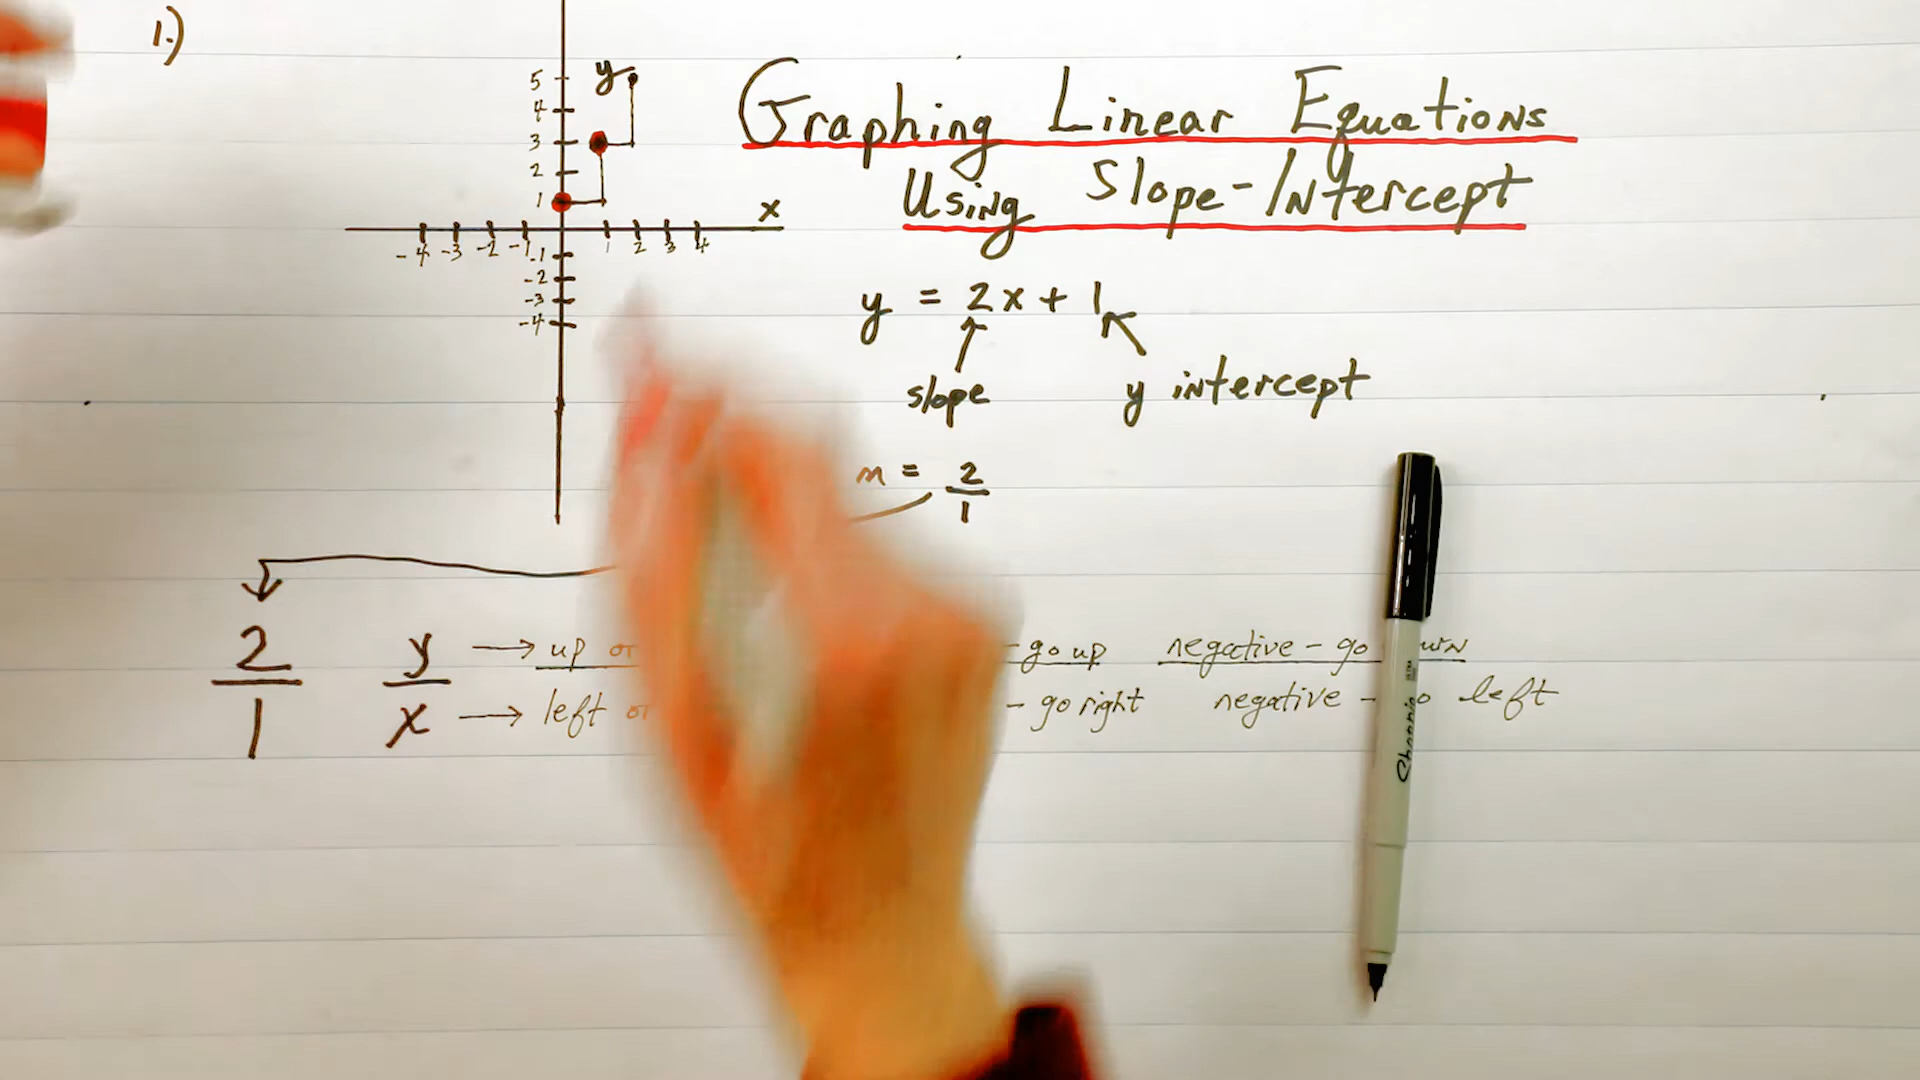 1.)
y
5
4
3
2
1
x
-4 -3 -2 -1 1 2 3 4
-1
-2
-3
-4
Graphing Linear Equations
Using Slope-Intercept
y = 2x + 1
slope
y intercept
m = 2/1
2/1 y/x
→ up or - go up negative - go
→ left or - go right negative - left